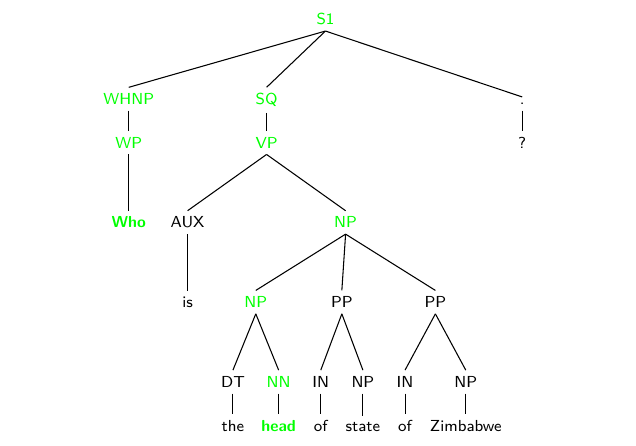 S1
WHNP SQ .
WP VP ?
Who AUX NP
is NP PP PP
DT NN IN NP IN NP
the head of state of Zimbabwe